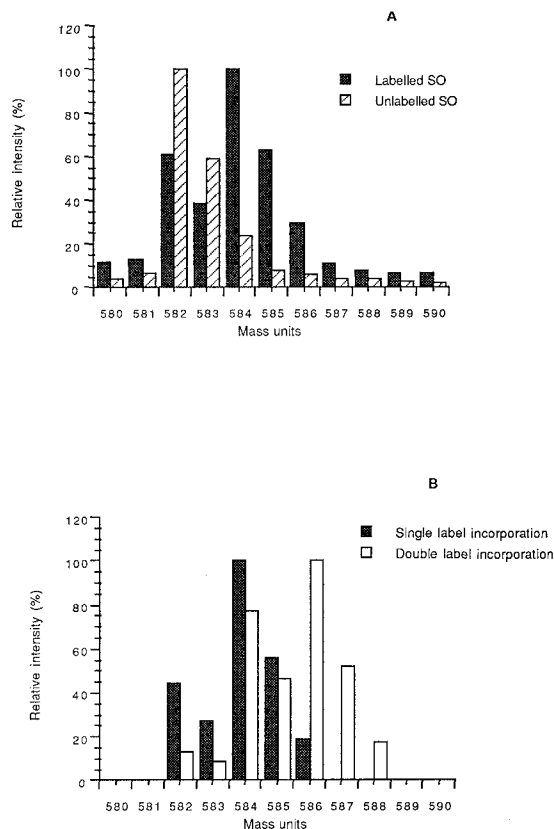 A
120
100
80
60
40
20
0
Relative Intensity (%)
Labelled SO
Unlabelled SO
580 581 582 583 584 585 586 587 588 589 590
Mass units
B
120
100
80
60
40
20
0
Relative intensity (%)
Single label incorporation
Double label incorporation
580 581 582 583 584 585 586 587 588 589 590
Mass units